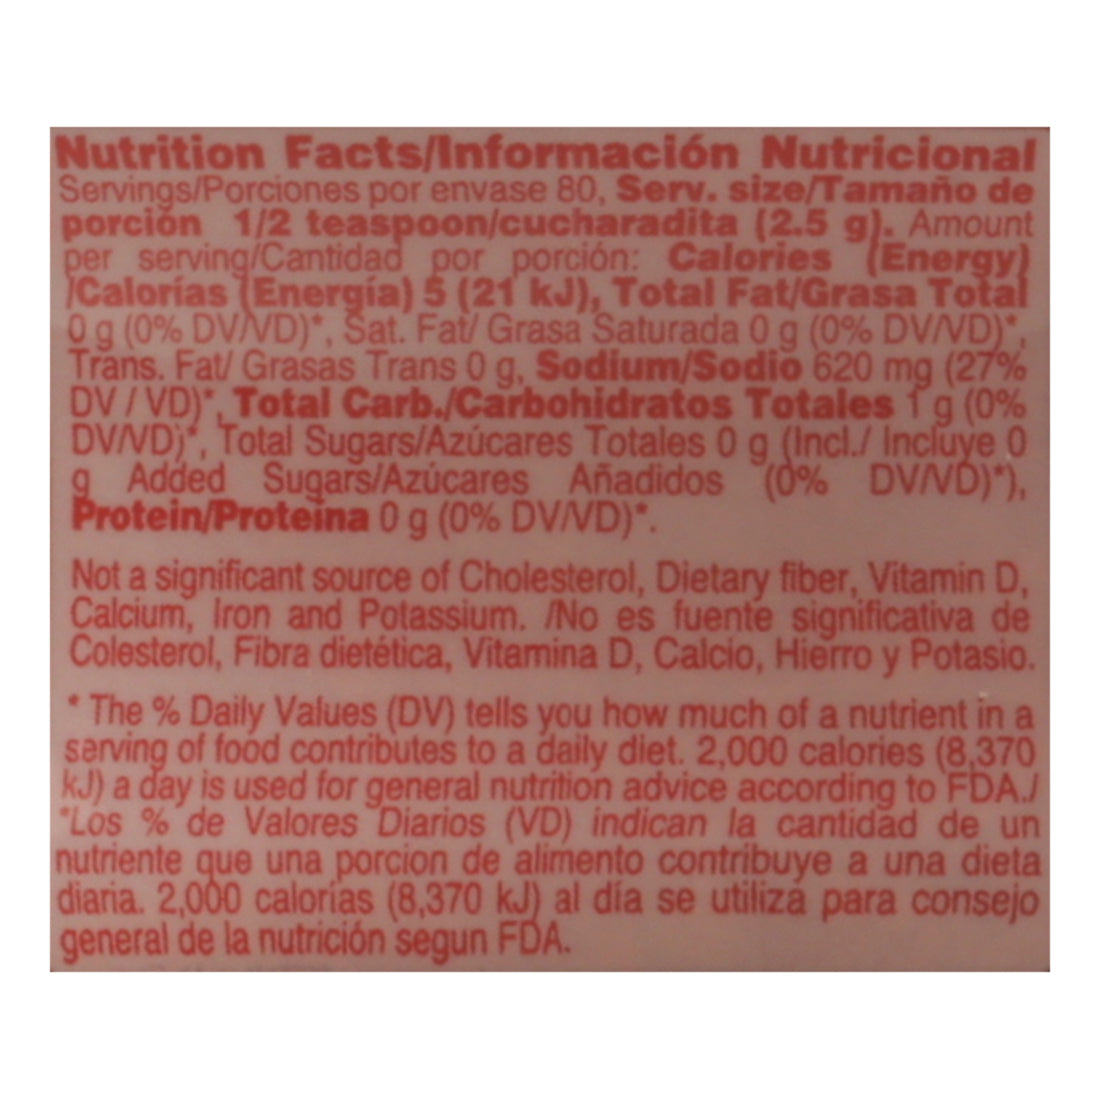 Nutrition Facts/Información Nutricional
Servings/Porciones por envase 80, Serv. size/Tamaño de
porción 1/2 teaspoon/cucharadita (2.5 g). Amount
per serving/Cantidad por porción: Calories (Energy)
/Calorías (Energía) 5 (21 kJ), Total Fat/Grasa Total
0 g (0% DV/VD)*, Sat. Fat/ Grasa Saturada 0 g (0% DV/VD)*,
Trans. Fat/ Grasas Trans 0 g, Sodium/Sodio 620 mg (27%
DV / VD)*, Total Carb./Carbohidratos Totales 1 g (0%
DV/VD)*, Total Sugars/Azúcares Totales 0 g (Incl./ Incluye 0
g Added Sugars/Azúcares Añadidos (0% DV/VD)*),
Protein/Proteína 0 g (0% DV/VD)*.
Not a significant source of Cholesterol, Dietary fiber, Vitamin D,
Calcium, Iron and Potassium. /No es fuente significativa de
Colesterol, Fibra dietética, Vitamina D, Calcio, Hierro y Potasio.
* The % Daily Values (DV) tells you how much of a nutrient in a
serving of food contributes to a daily diet. 2,000 calories (8,370
kJ) a day is used for general nutrition advice according to FDA./
*Los % de Valores Diarios (VD) indican la cantidad de un
nutriente que una porcion de alimento contribuye a una dieta
diaria. 2,000 calorías (8,370 kJ) al día se utiliza para consejo
general de la nutrición segun FDA.